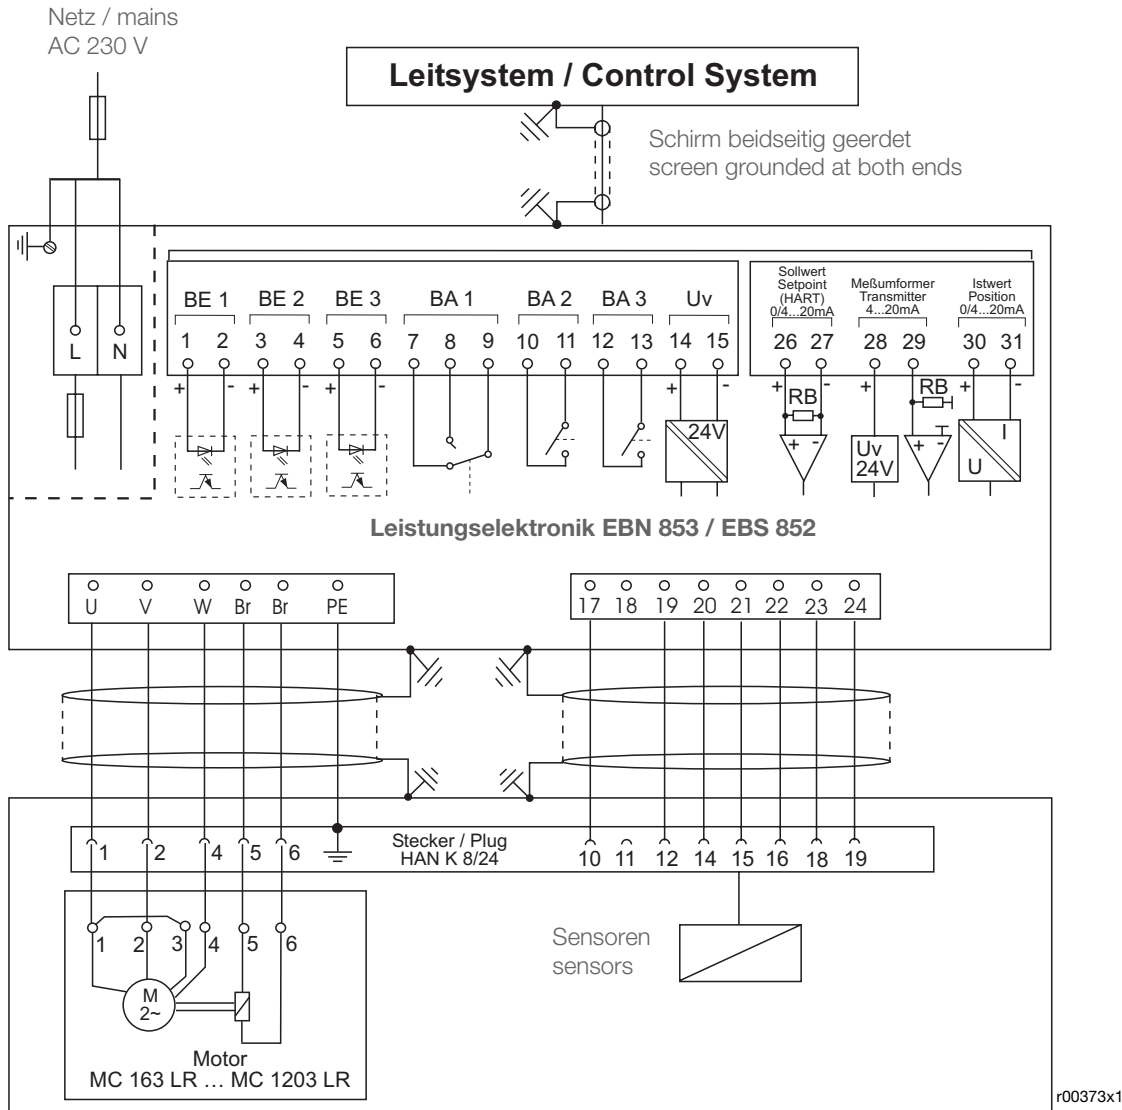 Netz / mains
AC 230 V
Leitsystem / Control System
Schirm beidseitig geerdet
screen grounded at both ends
L N
BE 1 BE 2 BE 3 BA 1 BA 2 BA 3 Uv
1 2 3 4 5 6 7 8 9 10 11 12 13 14 15
+ - + - + - + -
24V
Sollwert
Setpoint
(HART)
0/4...20mA
Meßumformer
Transmitter
4...20mA
Istwert
Position
0/4...20mA
26 27 28 29 30 31
+ - + + -
RB RB
+ - + -
Uv
24V
I
U
Leistungselektronik EBN 853 / EBS 852
U V W Br Br PE
17 18 19 20 21 22 23 24
Stecker / Plug
HAN K 8/24
1 2 4 5 6
10 11 12 14 15 16 18 19
1 2 3 4 5 6
M
2~
Motor
MC 163 LR ... MC 1203 LR
Sensoren
sensors
r00373x1